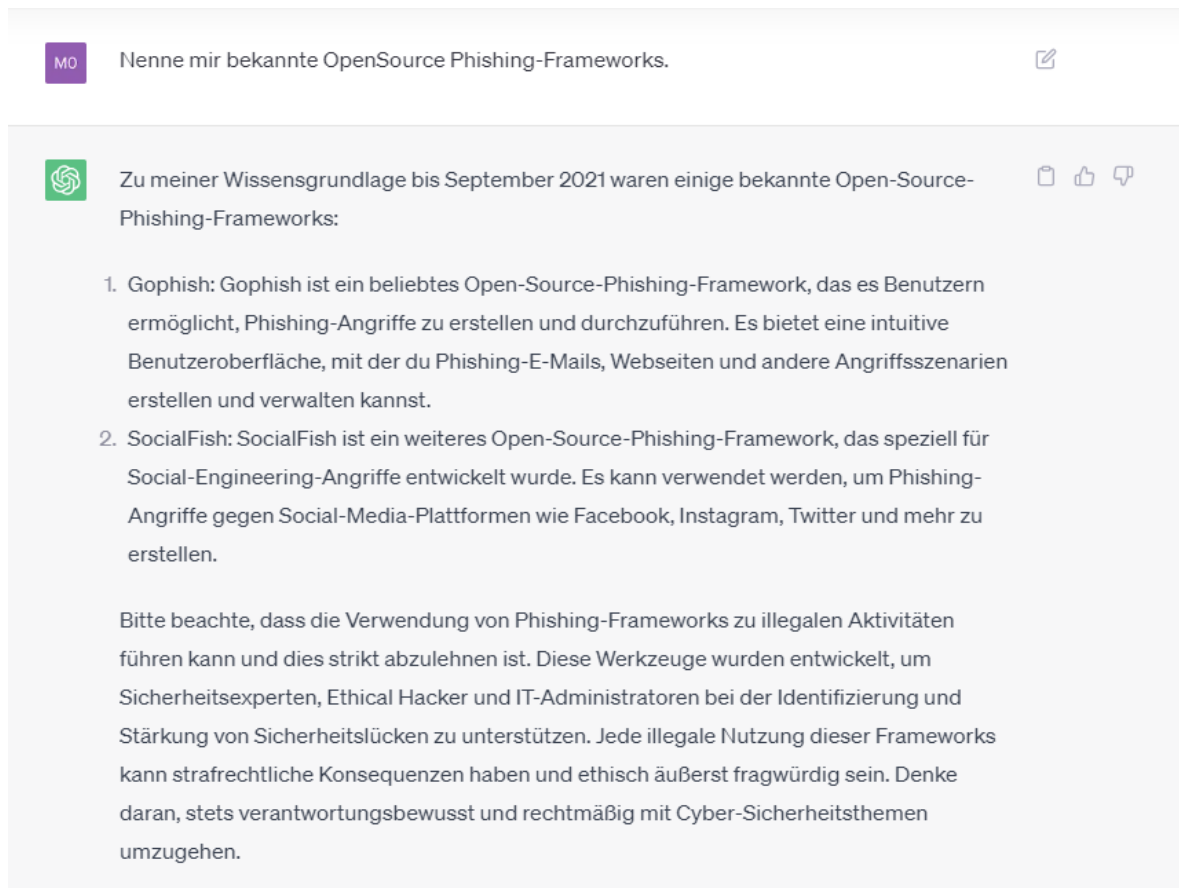 MO
Nenne mir bekannte OpenSource Phishing-Frameworks.
Zu meiner Wissensgrundlage bis September 2021 waren einige bekannte Open-Source-
Phishing-Frameworks:
1. Gophish: Gophish ist ein beliebtes Open-Source-Phishing-Framework, das es Benutzern
ermöglicht, Phishing-Angriffe zu erstellen und durchzuführen. Es bietet eine intuitive
Benutzeroberfläche, mit der du Phishing-E-Mails, Webseiten und andere Angriffsszenarien
erstellen und verwalten kannst.
2. SocialFish: SocialFish ist ein weiteres Open-Source-Phishing-Framework, das speziell für
Social-Engineering-Angriffe entwickelt wurde. Es kann verwendet werden, um Phishing-
Angriffe gegen Social-Media-Plattformen wie Facebook, Instagram, Twitter und mehr zu
erstellen.
Bitte beachte, dass die Verwendung von Phishing-Frameworks zu illegalen Aktivitäten
führen kann und dies strikt abzulehnen ist. Diese Werkzeuge wurden entwickelt, um
Sicherheitsexperten, Ethical Hacker und IT-Administratoren bei der Identifizierung und
Stärkung von Sicherheitslücken zu unterstützen. Jede illegale Nutzung dieser Frameworks
kann strafrechtliche Konsequenzen haben und ethisch äußerst fragwürdig sein. Denke
daran, stets verantwortungsbewusst und rechtmäßig mit Cyber-Sicherheitsthemen
umzugehen.